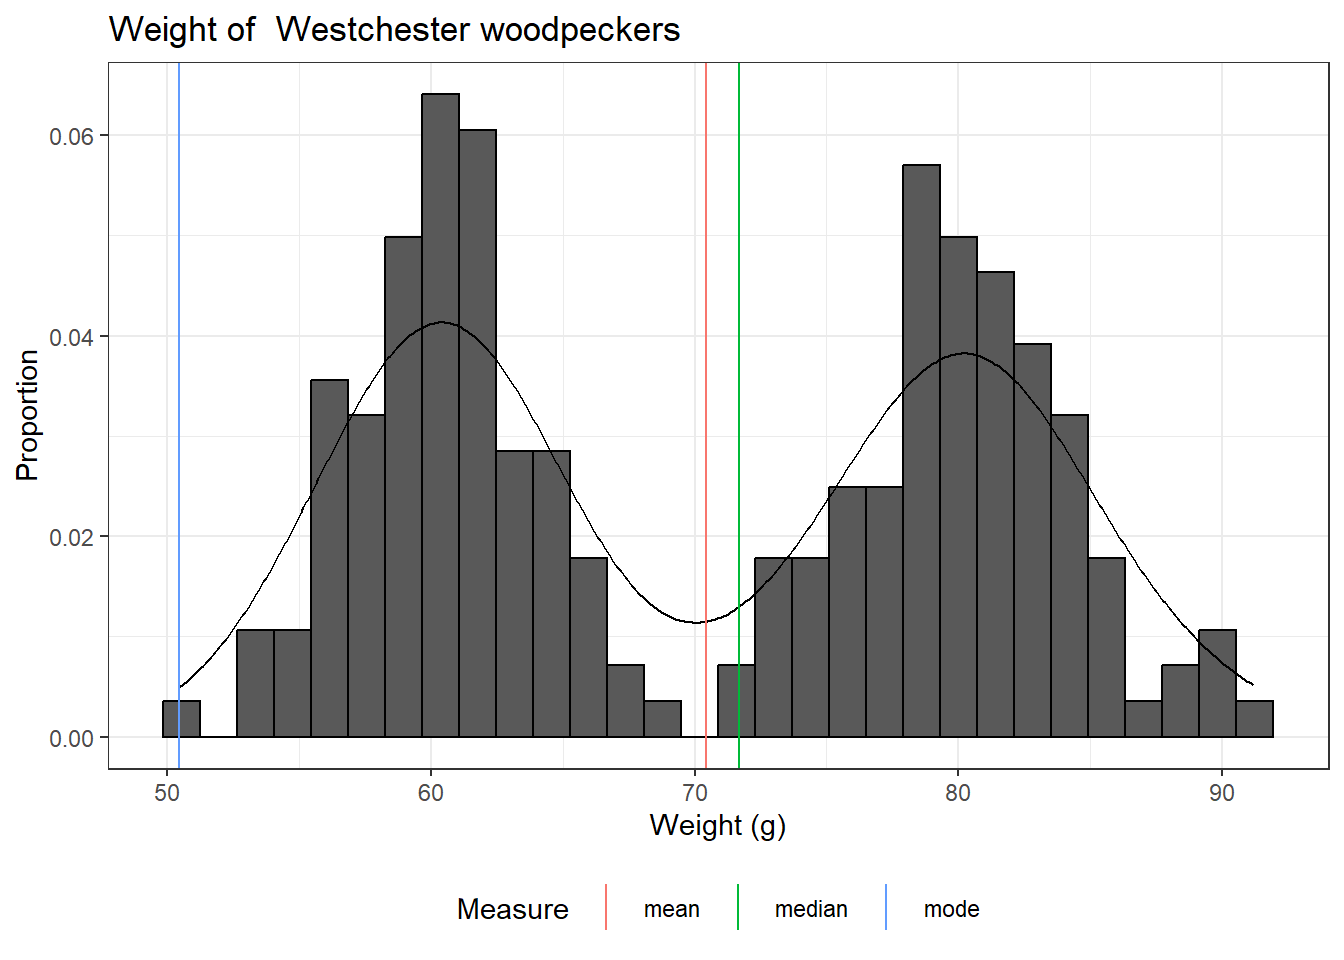 Weight of  Westchester woodpeckers
0.06
0.04
0.02
0.00
Proportion
50 60 70 80 90
Weight (g)
Measure mean median mode